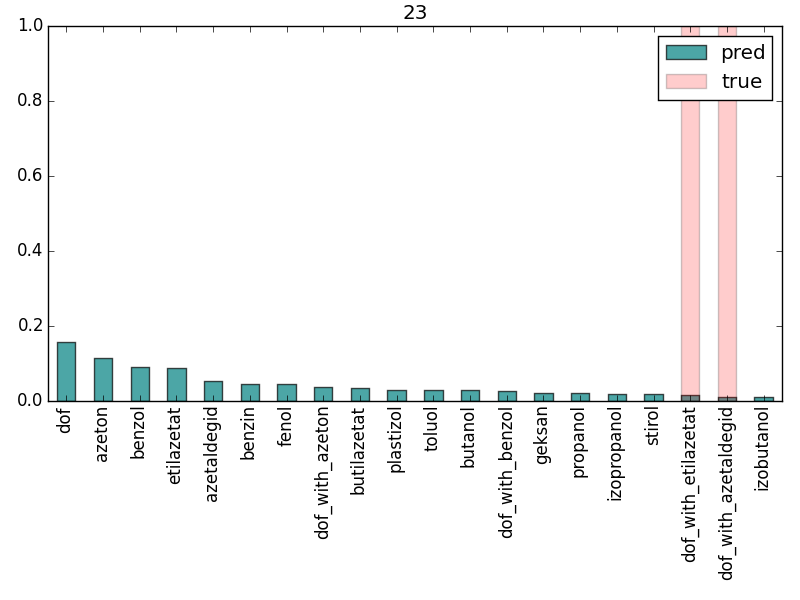 23
1.0
0.8
0.6
0.4
0.2
0.0
pred
true
dof
azeton
benzol
etilazetat
azetaldegid
benzin
fenol
dof_with_azeton
butilazetat
plastizol
toluol
butanol
dof_with_benzol
geksan
propanol
izopropanol
stirol
dof_with_etilazetat
dof_with_azetaldegid
izobutanol